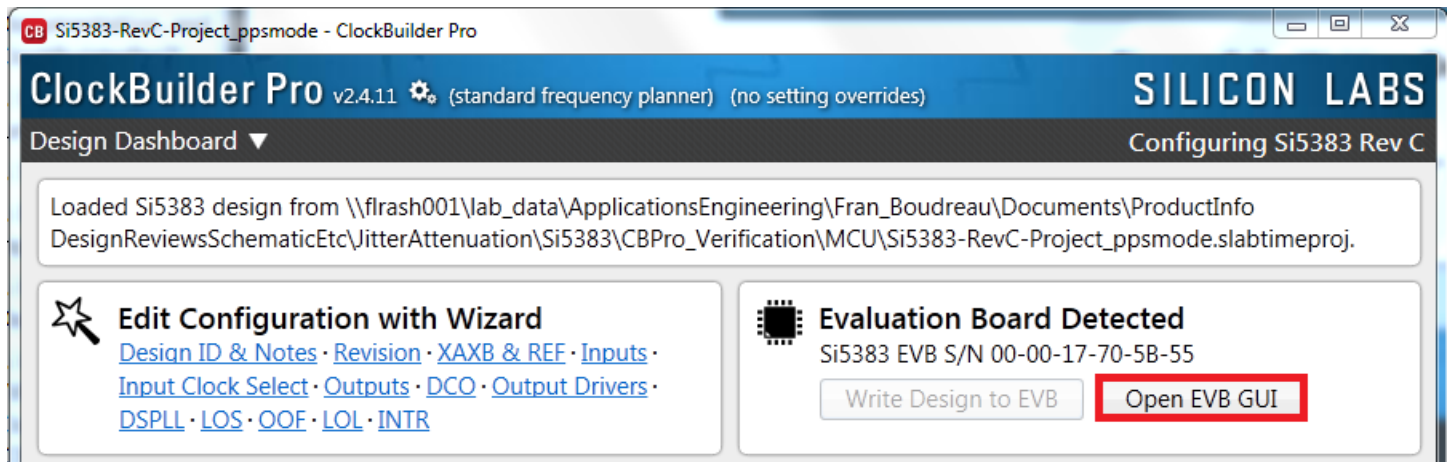 CB Si5383-RevC-Project_ppsmode - ClockBuilder Pro
ClockBuilder Pro v2.4.11 (standard frequency planner) (no setting overrides) SILICON LABS
Design Dashboard ▼ Configuring Si5383 Rev C
Loaded Si5383 design from \\flrash001\lab_data\ApplicationsEngineering\Fran_Boudreau\Documents\ProductInfo
DesignReviewsSchematicEtc\JitterAttenuation\Si5383\CBPro_Verification\MCU\Si5383-RevC-Project_ppsmode.slabtimeproj.
Edit Configuration with Wizard
Design ID & Notes · Revision · XAXB & REF · Inputs ·
Input Clock Select · Outputs · DCO · Output Drivers ·
DSPLL · LOS · OOF · LOL · INTR
Evaluation Board Detected
Si5383 EVB S/N 00-00-17-70-5B-55
Write Design to EVB Open EVB GUI